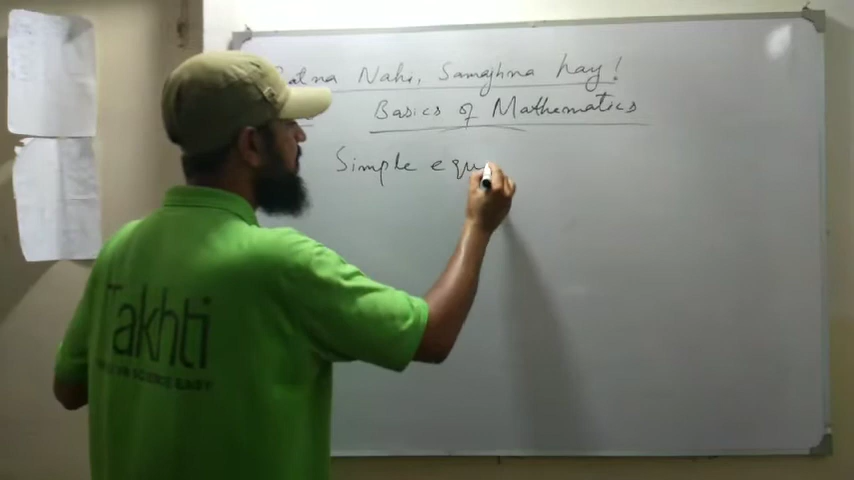 Nahi, Samajhna hay!
Basics of Mathematics
Simple equ
Takhti